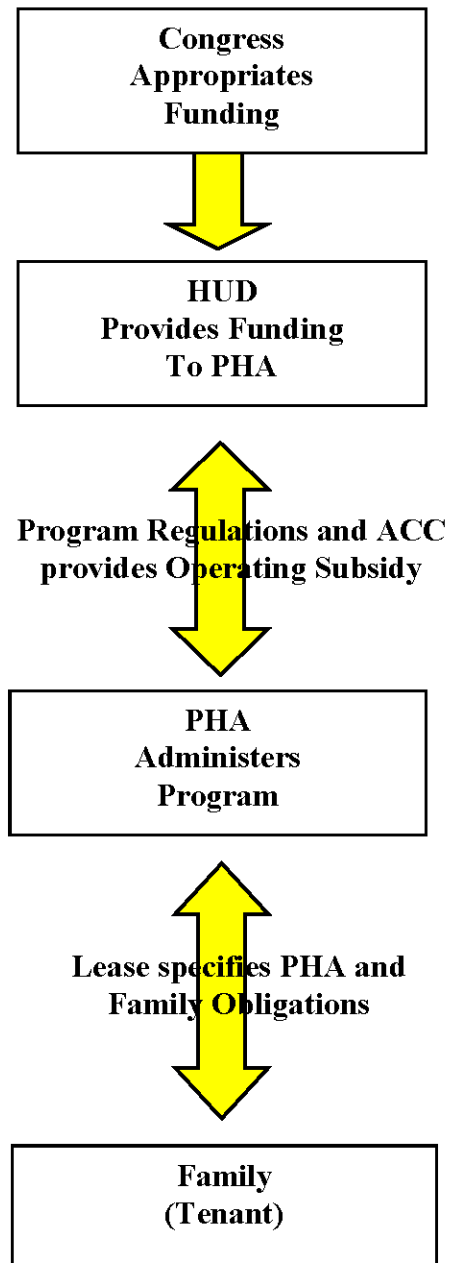 Congress
Appropriates
Funding
HUD
Provides Funding
To PHA
Program Regulations and ACC
provides Operating Subsidy
PHA
Administers
Program
Lease specifies PHA and
Family Obligations
Family
(Tenant)